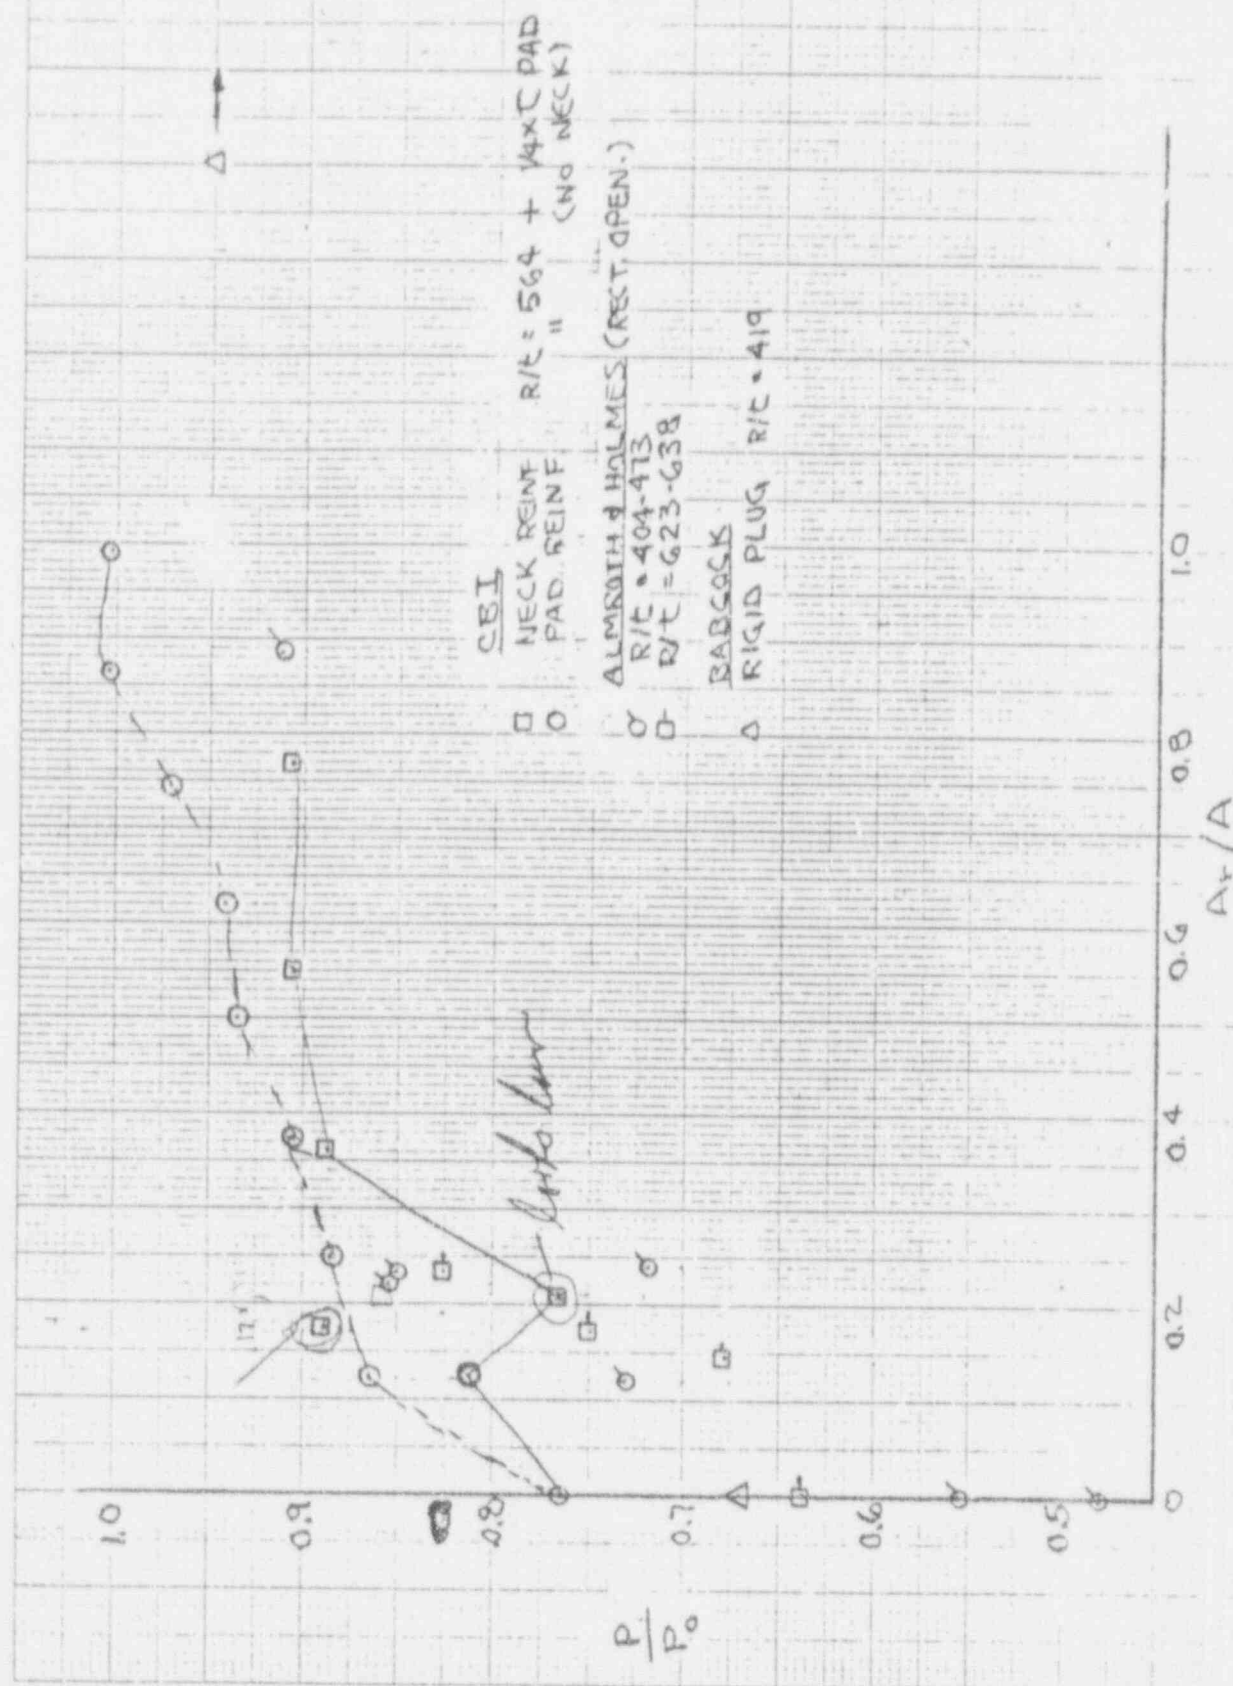 CBI
□ NECK REINF R/t = 564 + 1/4xt PAD
○ PAD REINF " (NO NECK)
ALMROTH & HOLMES (RECT. OPEN.)
R/t = 404-473
R/t = 623-638
BABCOCK
△ RIGID PLUG R/t = 419
P/P₀
1.0
0.9
0.8
0.7
0.6
0.5
0
0.2
0.4
0.6
0.8
1.0
Ar/A